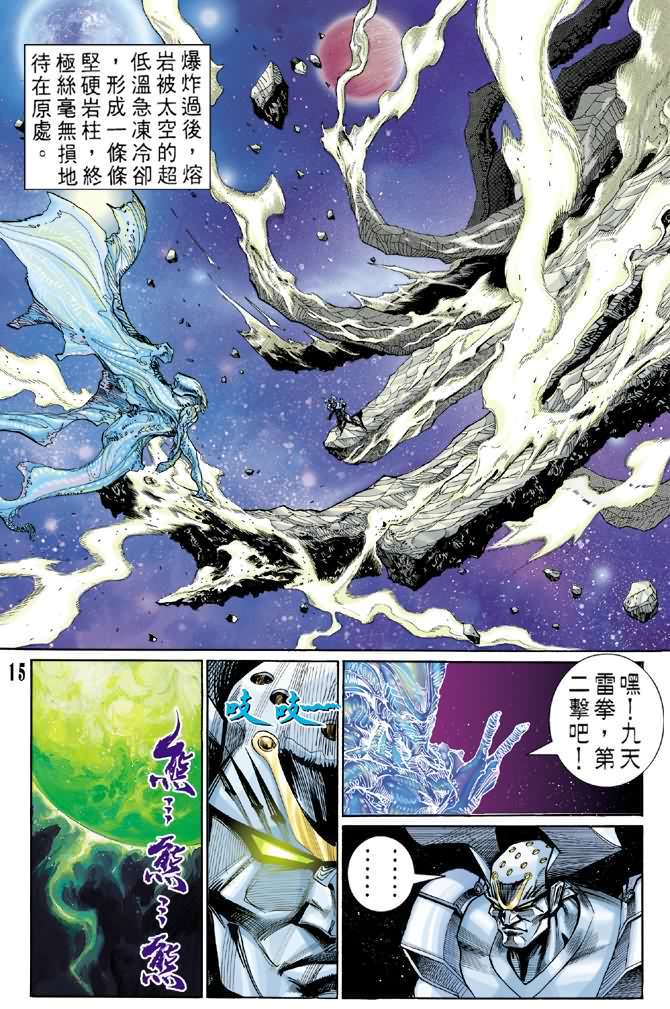 爆炸過後，熔
岩被太空的超
低溫急凍冷卻
，形成一條條
堅硬岩柱，終
極絲毫無損地
待在原處。
15
嘿！九天
雷拳，第
二擊吧！
吱吱
……
熊熊熊